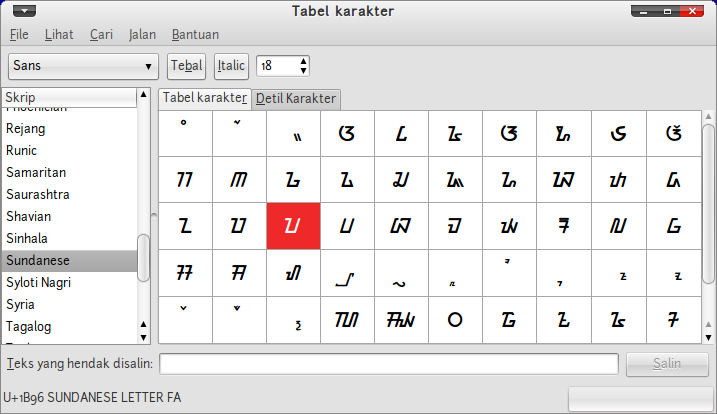 Tabel karakter
File Lihat Cari Jalan Bantuan
Sans Tebal Italic 18
Skrip
Phoenician
Rejang
Runic
Samaritan
Saurashtra
Shavian
Sinhala
Sundanese
Syloti Nagri
Syria
Tagalog
Tabel karakter Detil Karakter
ᮀ ᮁ ᮂ ᮃ ᮄ ᮅ ᮆ ᮇ ᮈ ᮉ
ᮊ ᮋ ᮌ ᮍ ᮎ ᮏ ᮐ ᮑ ᮒ ᮓ
ᮔ ᮕ ᮖ ᮗ ᮘ ᮙ ᮚ ᮛ ᮜ ᮝ
ᮞ ᮟ ᮠ ᮡ ᮢ ᮣ ᮤ ᮥ ᮦ ᮧ
ᮨ ᮩ ᮪ ᮮ ᮯ ᮰ ᮱ ᮲ ᮳ ᮴
Teks yang hendak disalin: Salin
U+1B96 SUNDANESE LETTER FA